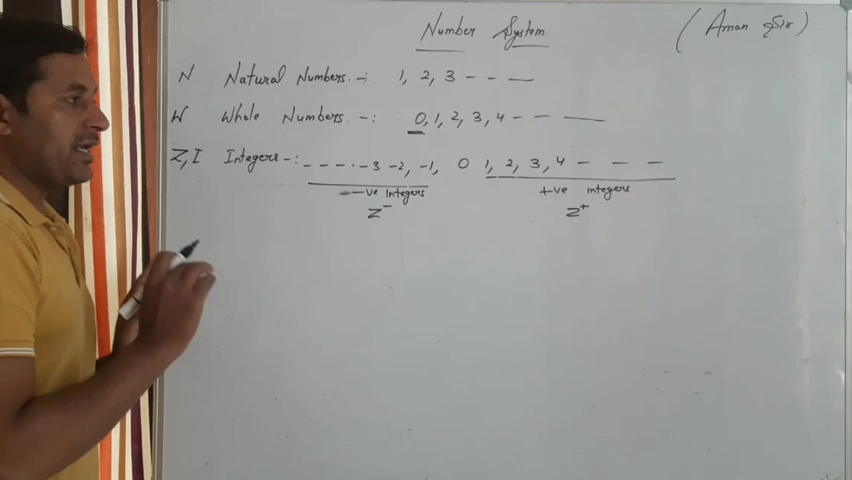 Number System
(Aman Sir)
N Natural Numbers -: 1, 2, 3 - - —
W Whole Numbers -: 0, 1, 2, 3, 4 - - —
Z, I Integers -: - - - - -3 -2, -1, 0 1, 2, 3, 4 - - -
-ve Integers +ve integers
Z⁻ Z⁺